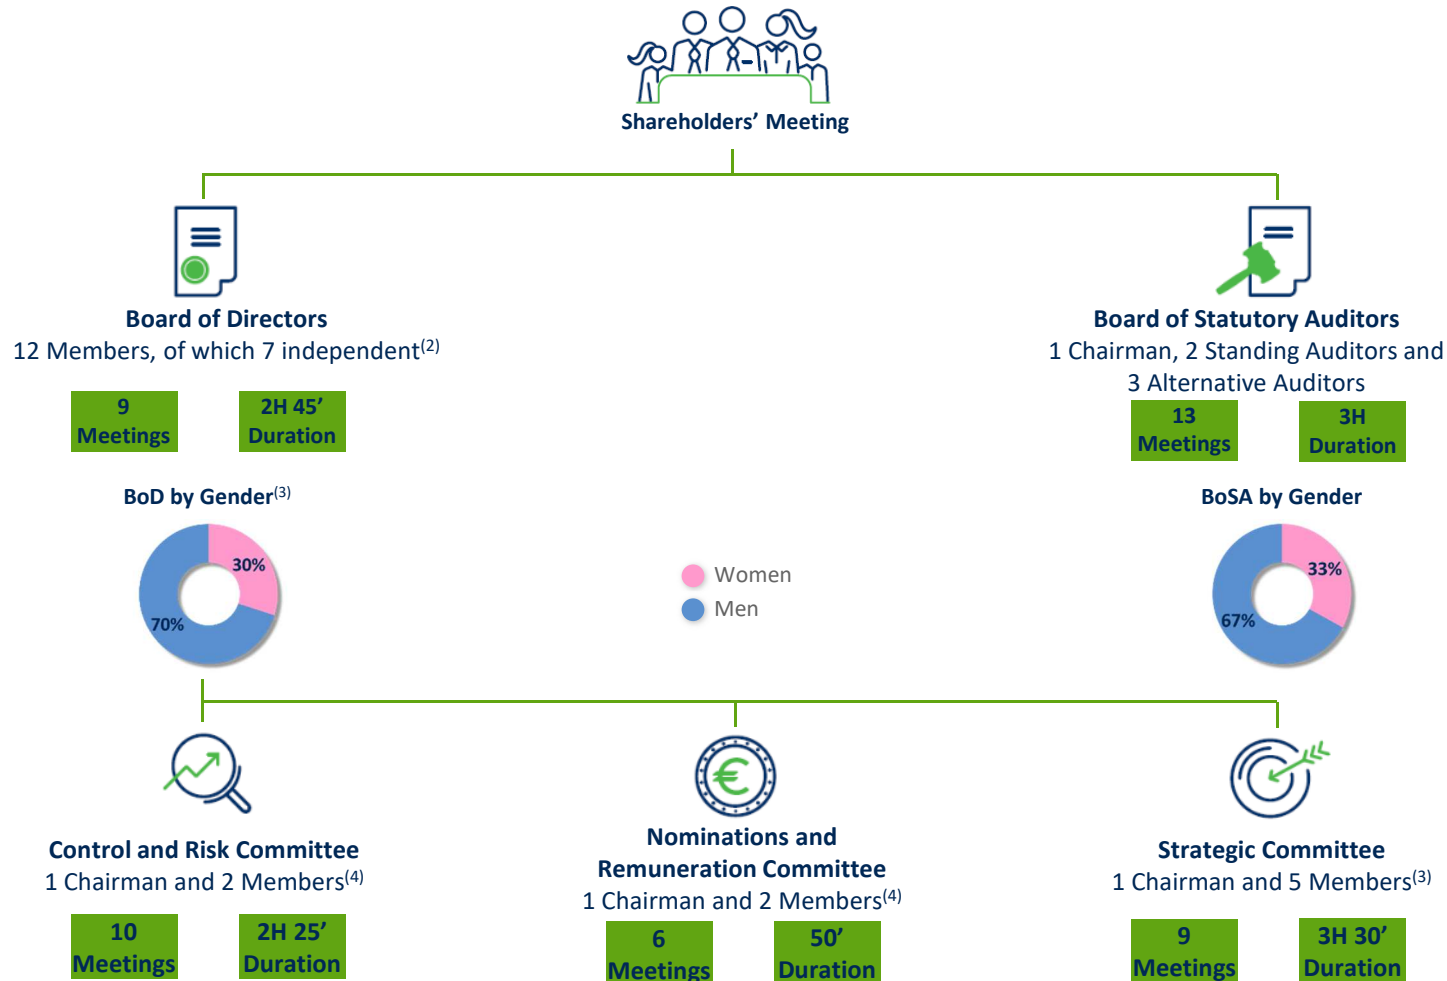 Shareholders’ Meeting
Board of Directors
12 Members, of which 7 independent(2)
9
Meetings
2H 45’
Duration
BoD by Gender(3)
30%
70%
Board of Statutory Auditors
1 Chairman, 2 Standing Auditors and
3 Alternative Auditors
13
Meetings
3H
Duration
BoSA by Gender
33%
67%
Women
Men
Control and Risk Committee
1 Chairman and 2 Members(4)
10
Meetings
2H 25’
Duration
Nominations and
Remuneration Committee
1 Chairman and 2 Members(4)
6
Meetings
50’
Duration
Strategic Committee
1 Chairman and 5 Members(3)
9
Meetings
3H 30’
Duration